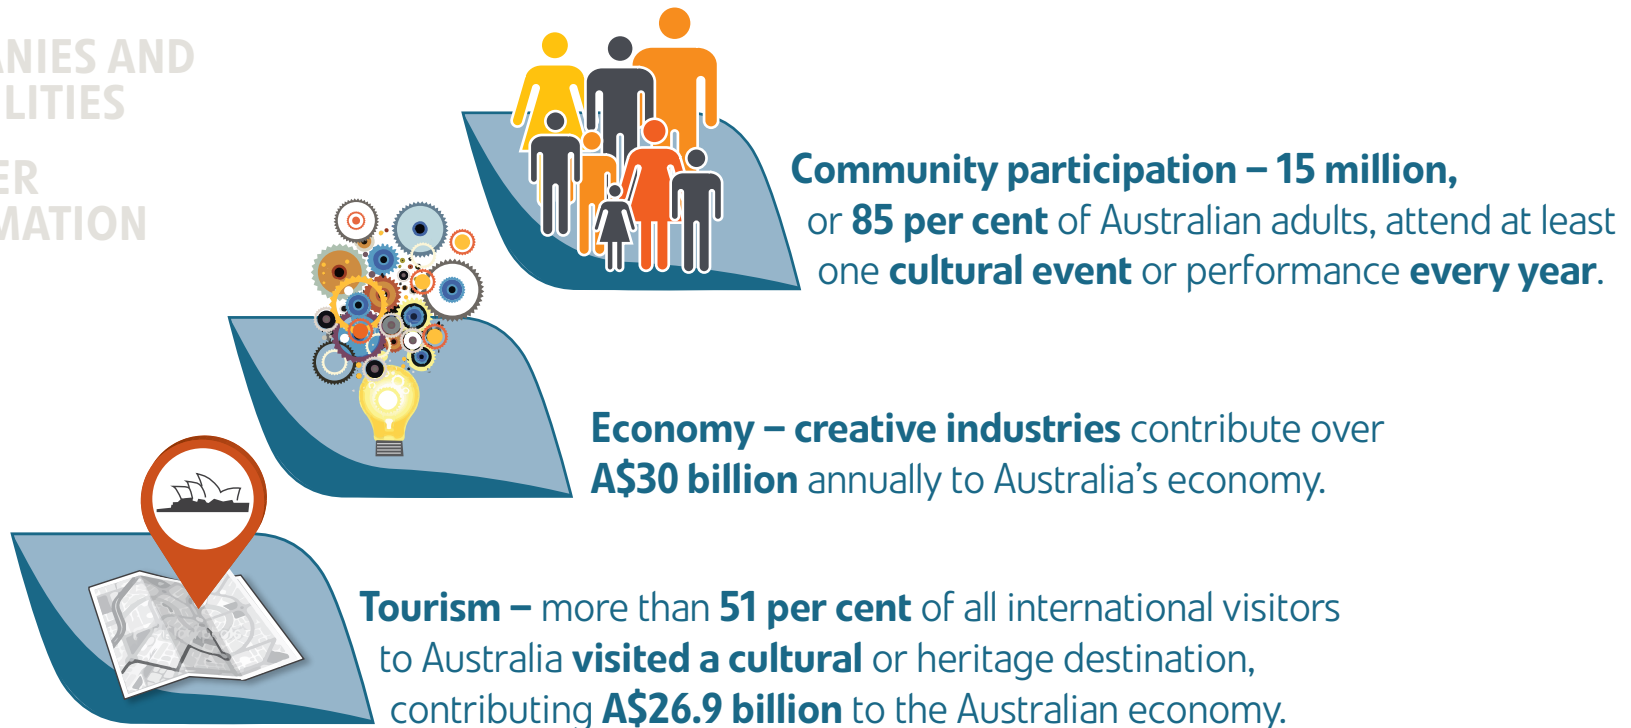 ANIES AND
LITIES
ER
MATION
Community participation – 15 million,
or 85 per cent of Australian adults, attend at least
one cultural event or performance every year.
Economy – creative industries contribute over
A$30 billion annually to Australia’s economy.
Tourism – more than 51 per cent of all international visitors
to Australia visited a cultural or heritage destination,
contributing A$26.9 billion to the Australian economy.